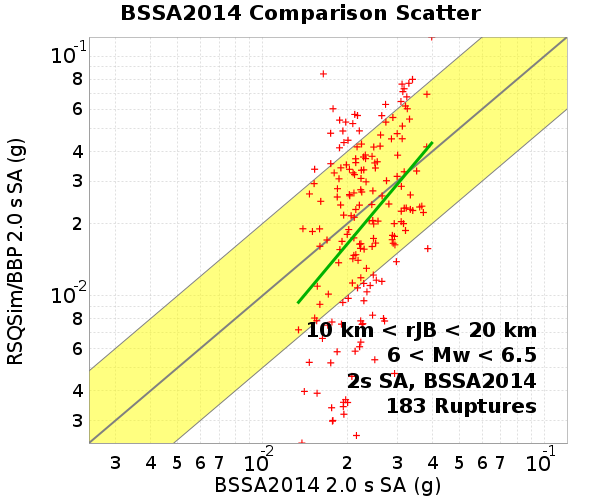 BSSA2014 Comparison Scatter
10-1
8
6
4
3
2
10-2
8
6
4
3
RSQSim/BBP 2.0 s SA (g)
10 km < rJB < 20 km
6 < Mw < 6.5
2s SA, BSSA2014
183 Ruptures
3 4 5 6 7 10-2 2 3 4 5 6 7 10-1
BSSA2014 2.0 s SA (g)